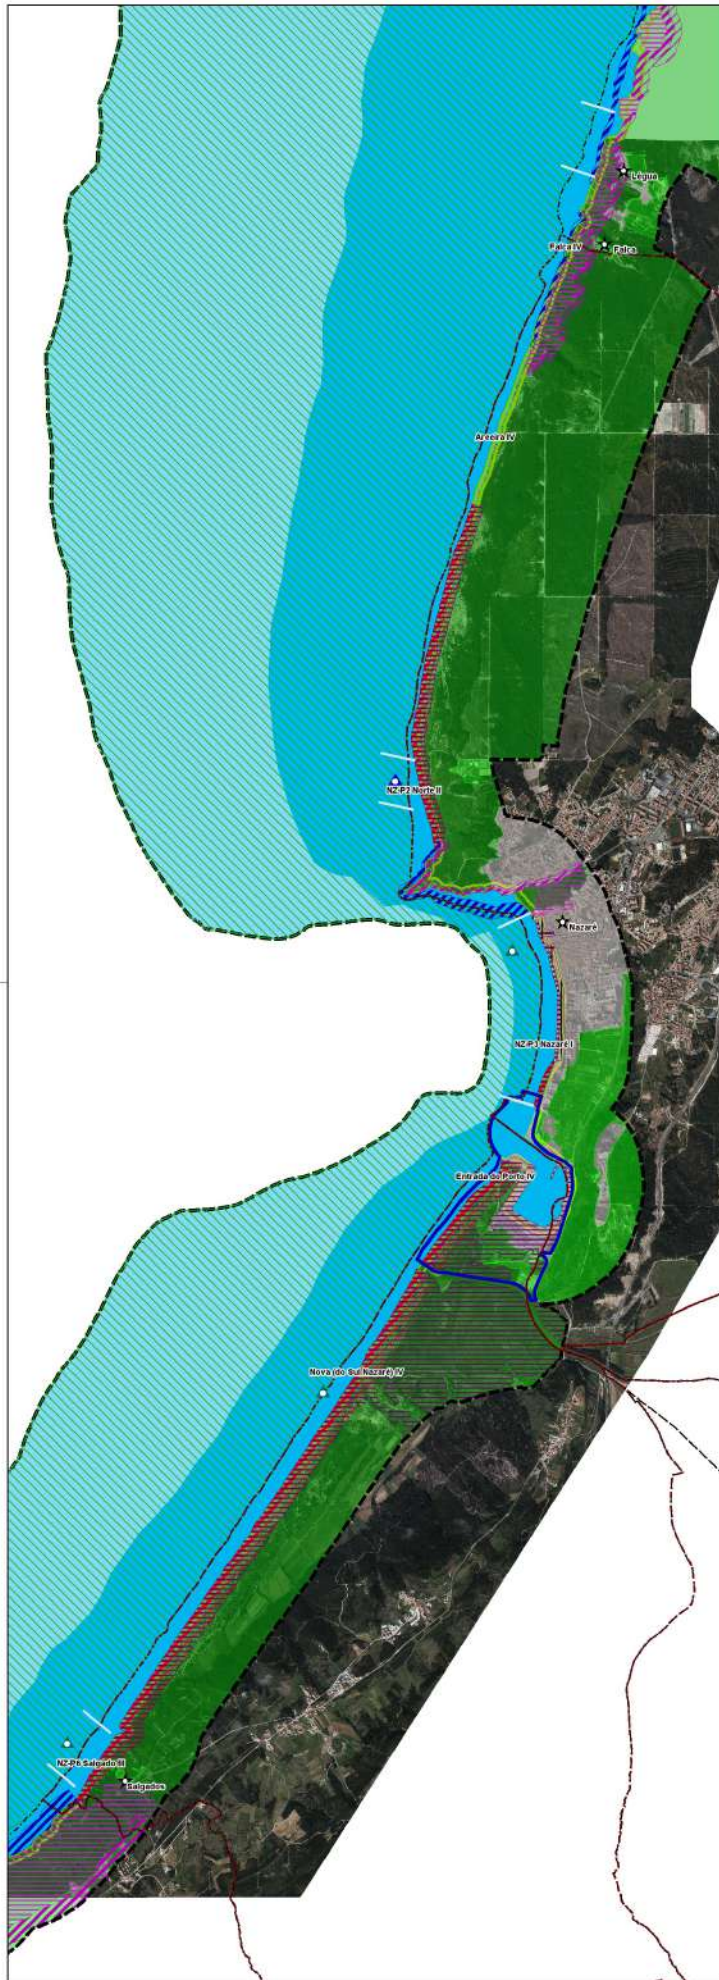 Légua
Falca IV
Falca
Areeira IV
NZ-P2 Norte II
Nazaré
NZ-P3 Nazaré I
Entrada do Porto IV
Nova (do Sul Nazaré) IV
NZ-P6 Salgado III
Salgados